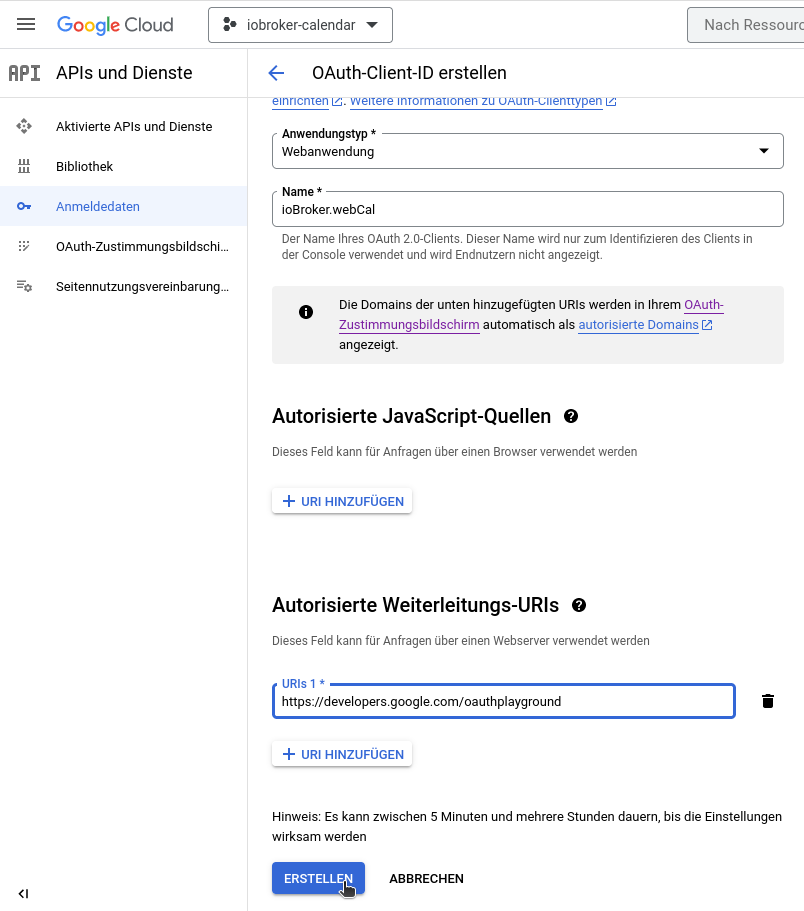 Google Cloud
iobroker-calendar
Nach Ressourc
API
APIs und Dienste
OAuth-Client-ID erstellen
Aktivierte APIs und Dienste
Bibliothek
Anmeldedaten
OAuth-Zustimmungsbildschi…
Seitennutzungsvereinbarung…
einrichten. Weitere Informationen zu OAuth-Clienttypen
Anwendungstyp *
Webanwendung
Name *
ioBroker.webCal
Der Name Ihres OAuth 2.0-Clients. Dieser Name wird nur zum Identifizieren des Clients in
der Console verwendet und wird Endnutzern nicht angezeigt.
Die Domains der unten hinzugefügten URIs werden in Ihrem OAuth-
Zustimmungsbildschirm automatisch als autorisierte Domains
angezeigt.
Autorisierte JavaScript-Quellen
Dieses Feld kann für Anfragen über einen Browser verwendet werden
URI HINZUFÜGEN
Autorisierte Weiterleitungs-URIs
Dieses Feld kann für Anfragen über einen Webserver verwendet werden
URIs 1 *
https://developers.google.com/oauthplayground
URI HINZUFÜGEN
Hinweis: Es kann zwischen 5 Minuten und mehrere Stunden dauern, bis die Einstellungen
wirksam werden
ERSTELLEN
ABBRECHEN